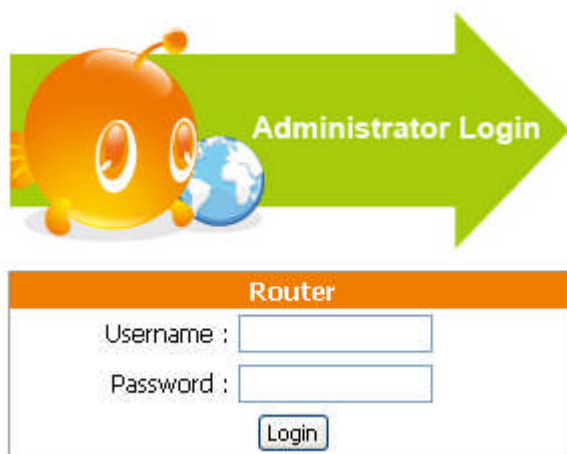 Administrator Login
Router
Username :
Password :
Login